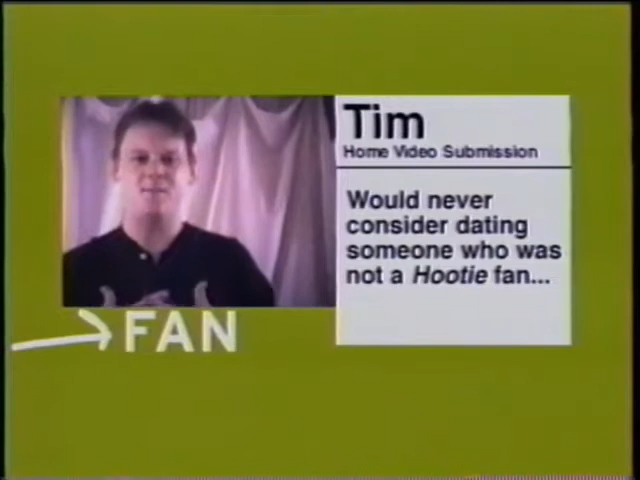 Tim
Home Video Submission
Would never
consider dating
someone who was
not a Hootie fan...
FAN